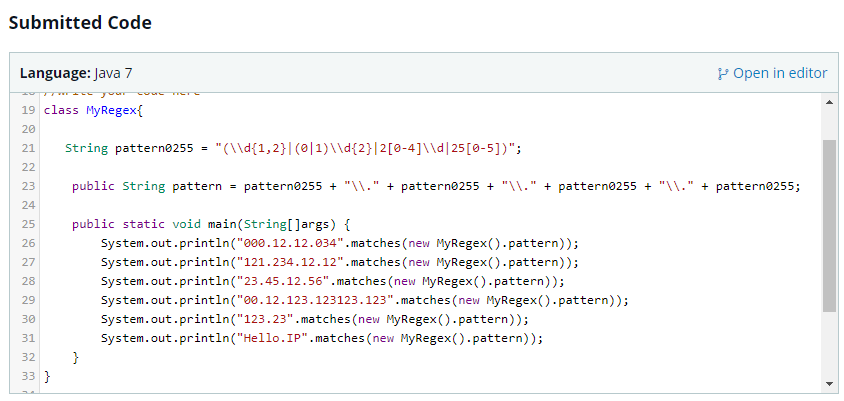 Submitted Code
Language: Java 7
Open in editor
19 class MyRegex{
20
21 String pattern0255 = "(\\d{1,2}|(0|1)\\d{2}|2[0-4]\\d|25[0-5])";
22
23 public String pattern = pattern0255 + "\\." + pattern0255 + "\\." + pattern0255 + "\\." + pattern0255;
24
25 public static void main(String[]args) {
26 System.out.println("000.12.12.034".matches(new MyRegex().pattern));
27 System.out.println("121.234.12.12".matches(new MyRegex().pattern));
28 System.out.println("23.45.12.56".matches(new MyRegex().pattern));
29 System.out.println("00.12.123.123123.123".matches(new MyRegex().pattern));
30 System.out.println("123.23".matches(new MyRegex().pattern));
31 System.out.println("Hello.IP".matches(new MyRegex().pattern));
32 }
33 }